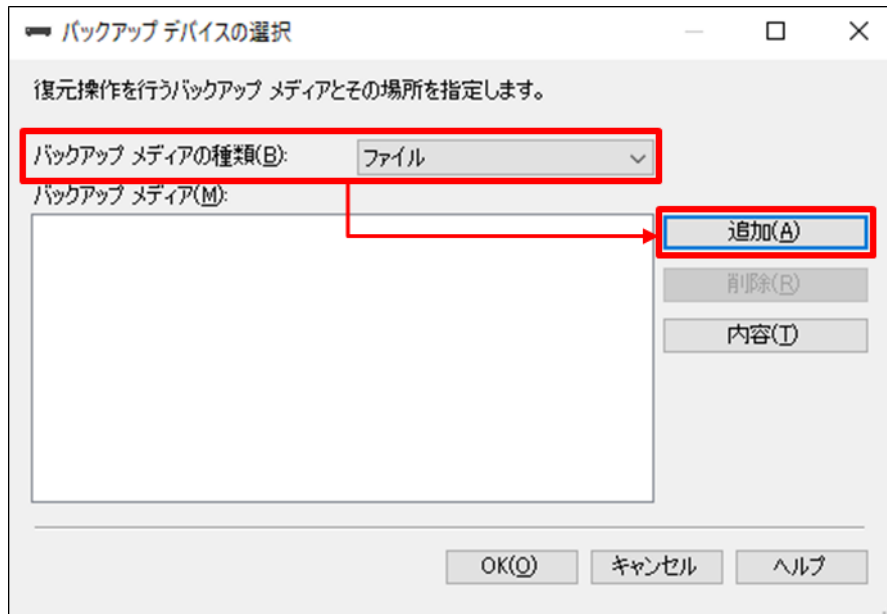 バックアップ デバイスの選択
復元操作を行うバックアップ メディアとその場所を指定します。
バックアップ メディアの種類(B): ファイル
バックアップ メディア(M):
追加(A)
削除(R)
内容(T)
OK(O) キャンセル ヘルプ